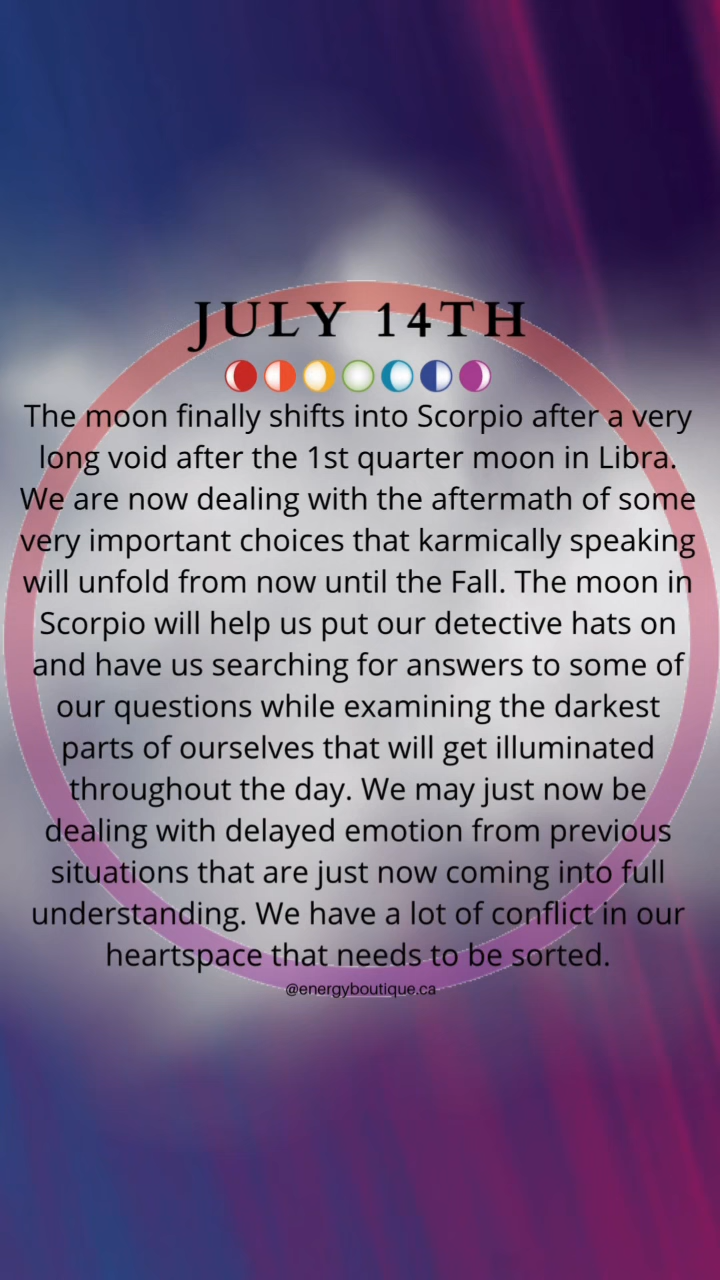 JULY 14TH
The moon finally shifts into Scorpio after a very
long void after the 1st quarter moon in Libra.
We are now dealing with the aftermath of some
very important choices that karmically speaking
will unfold from now until the Fall. The moon in
Scorpio will help us put our detective hats on
and have us searching for answers to some of
our questions while examining the darkest
parts of ourselves that will get illuminated
throughout the day. We may just now be
dealing with delayed emotion from previous
situations that are just now coming into full
understanding. We have a lot of conflict in our
heartspace that needs to be sorted.
@energyboutique.ca